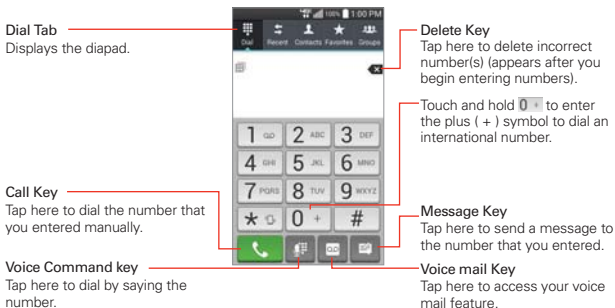 Dial Tab
Displays the diapad.
Call Key
Tap here to dial the number that
you entered manually.
Voice Command key
Tap here to dial by saying the
number.
100% 1:00 PM
Dial Recent Contacts Favorites Groups
1 2 ABC 3 DEF
4 GHI 5 JKL 6 MNO
7 PQRS 8 TUV 9 WXYZ
* 0 + #
Delete Key
Tap here to delete incorrect
number(s) (appears after you
begin entering numbers).
Touch and hold 0 + to enter
the plus ( + ) symbol to dial an
international number.
Message Key
Tap here to send a message to
the number that you entered.
Voice mail Key
Tap here to access your voice
mail feature.